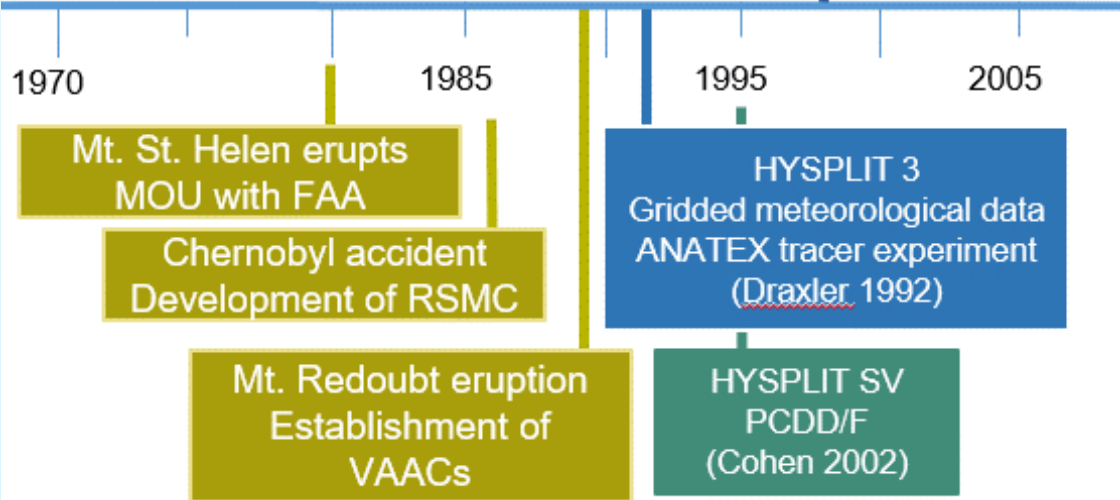 1970
1985
1995
2005
Mt. St. Helen erupts
MOU with FAA
Chernobyl accident
Development of RSMC
Mt. Redoubt eruption
Establishment of
VAACs
HYSPLIT 3
Gridded meteorological data
ANATEX tracer experiment
(Draxler 1992)
HYSPLIT SV
PCDD/F
(Cohen 2002)